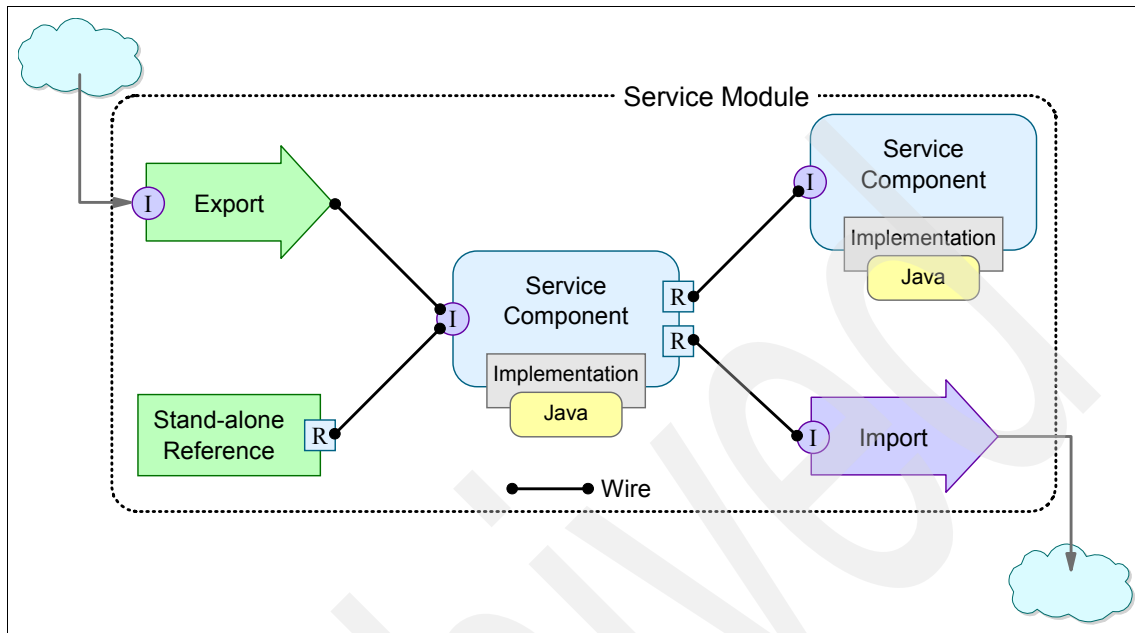 Service Module
I
Export
Service
Component
I
Implementation
Java
I
Service
Component
R
R
Implementation
Java
Stand-alone
Reference
R
I
Import
Wire